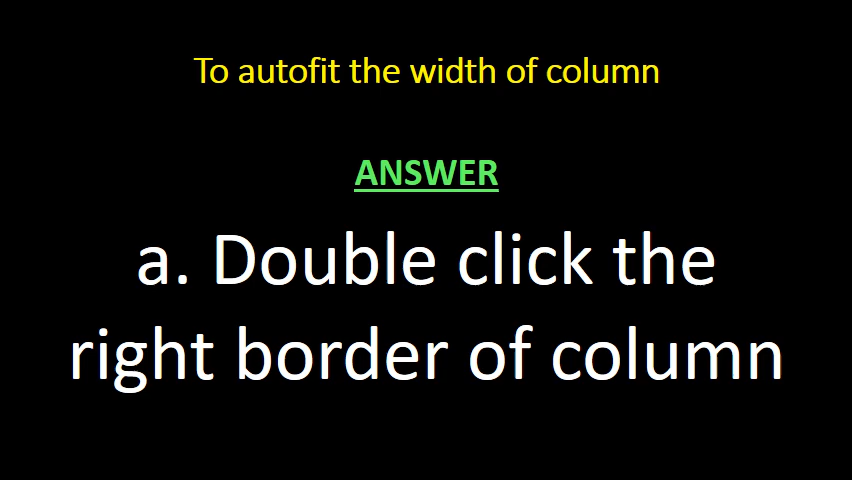 To autofit the width of column
ANSWER
a. Double click the
right border of column